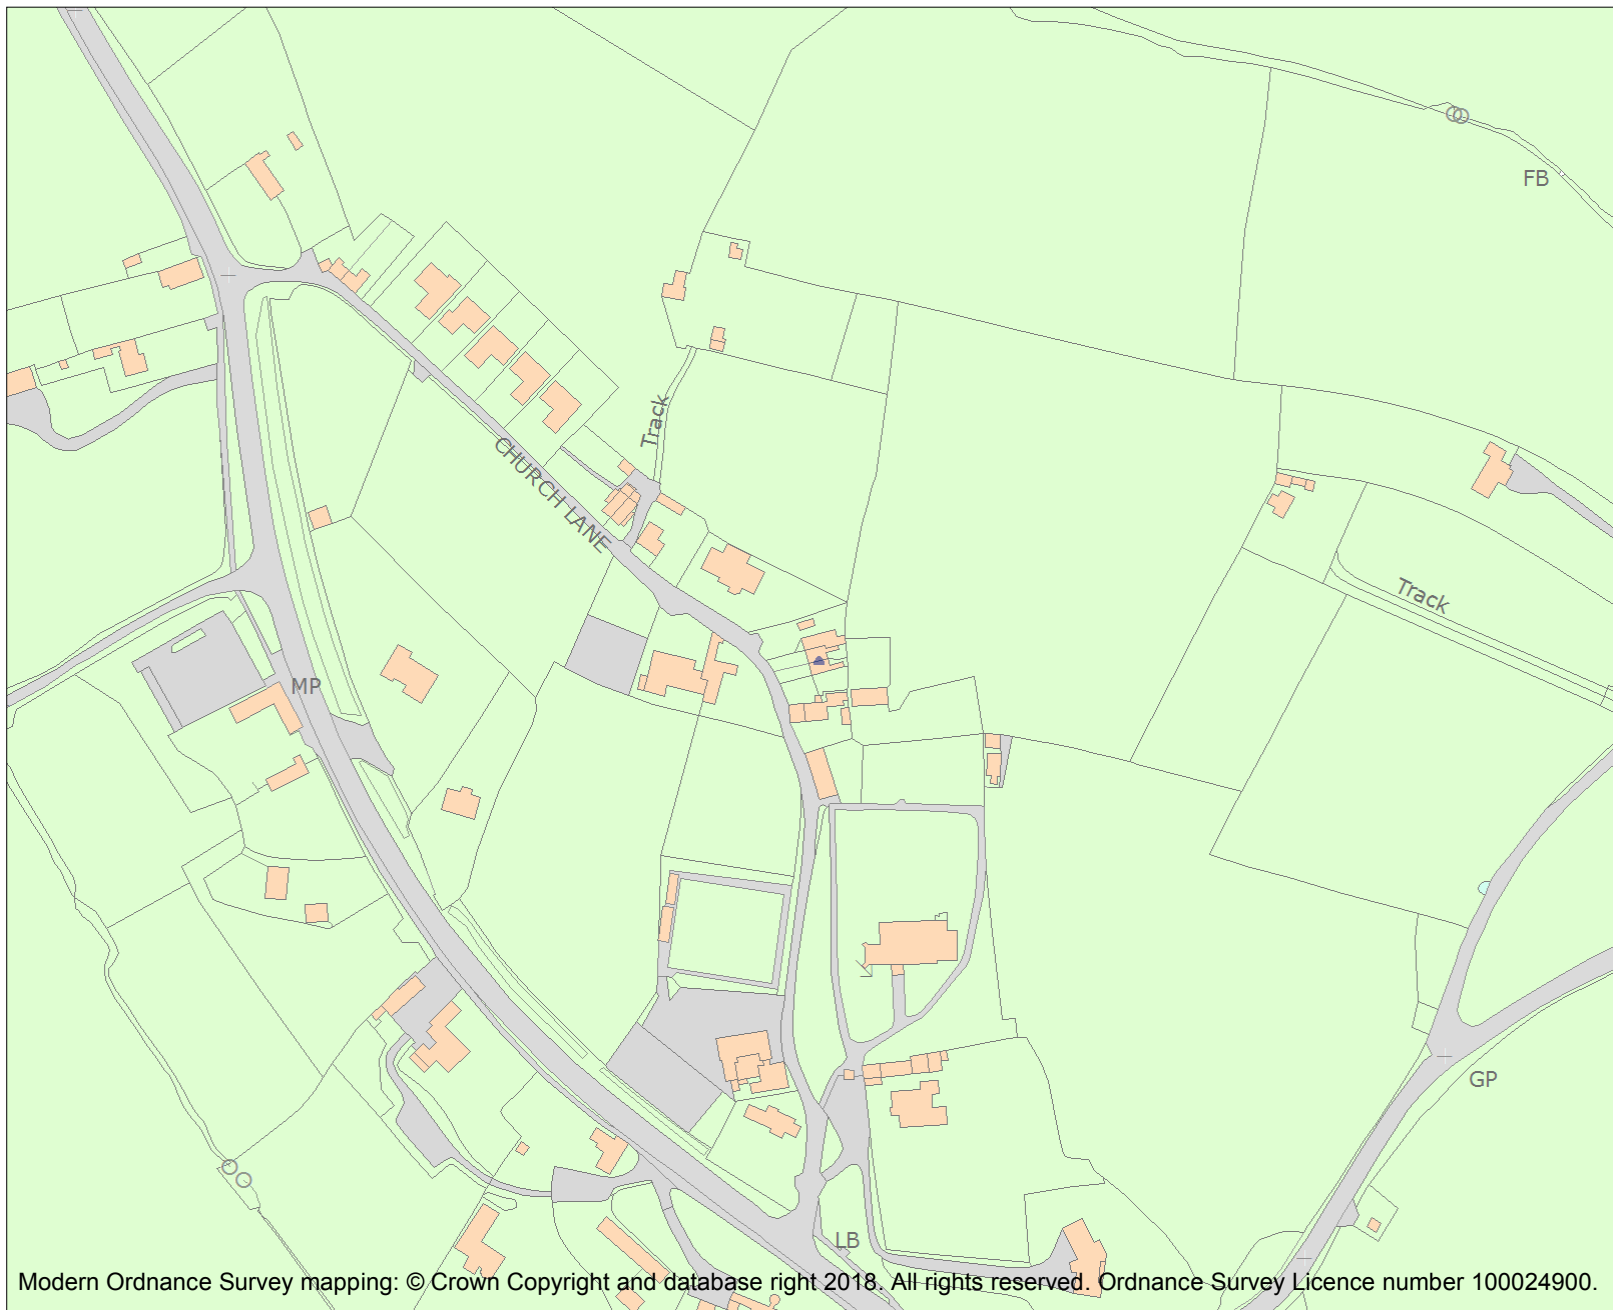 FB
Track
CHURCH LANE
Track
MP
GP
LB
Modern Ordnance Survey mapping: © Crown Copyright and database right 2018. All rights reserved. Ordnance Survey Licence number 100024900.